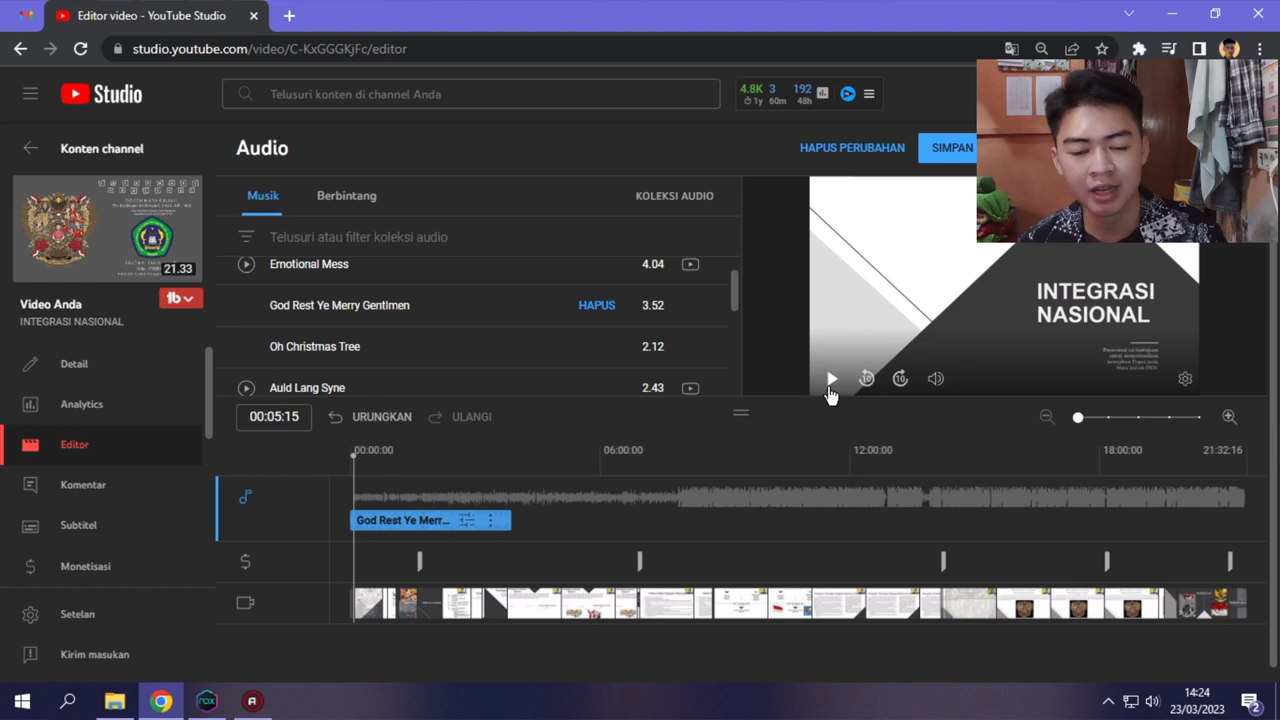 Editor video - YouTube Studio
studio.youtube.com/video/C-KxGGGKjFc/editor
Studio
Telusuri konten di channel Anda
4.8K 3 192
1y 60m 48h
Konten channel
Audio
HAPUS PERUBAHAN
SIMPAN
Musik
Berbintang
KOLEKSI AUDIO
Telusuri atau filter koleksi audio
Emotional Mess
4.04
God Rest Ye Merry Gentlmen
HAPUS
3.52
Oh Christmas Tree
2.12
Auld Lang Syne
2.43
21.33
Video Anda
tb
INTEGRASI NASIONAL
INTEGRASI
NASIONAL
10
10
Detail
Analytics
Editor
Komentar
Subtitel
Monetisasi
Setelan
Kirim masukan
00:05:15
URUNGKAN
ULANGI
00:00:00
06:00:00
12:00:00
18:00:00
21:32:16
God Rest Ye Merr...
nox
A
14:24
23/03/2023
2